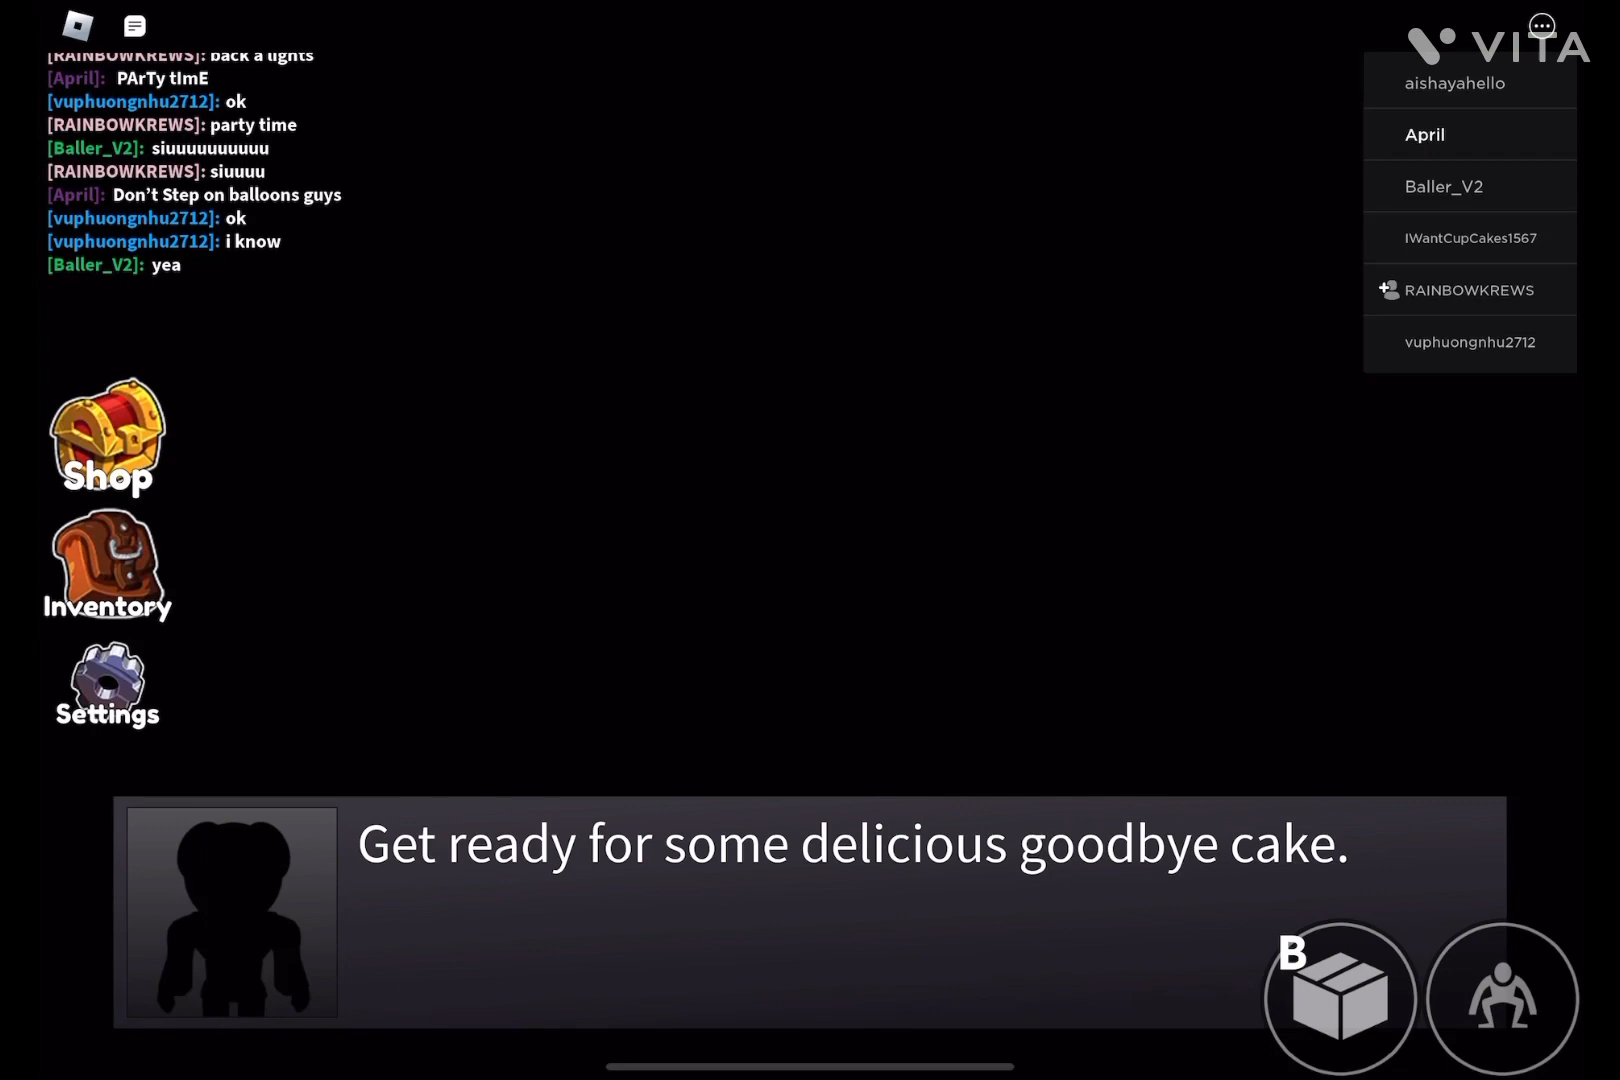 VITA
[RAINBOWKREWS]: back a lights
[April]: PArTy tImE
[vuphuongnhu2712]: ok
[RAINBOWKREWS]: party time
[Baller_V2]: siuuuuuuuuuu
[RAINBOWKREWS]: siuuuu
[April]: Don’t Step on balloons guys
[vuphuongnhu2712]: ok
[vuphuongnhu2712]: i know
[Baller_V2]: yea
aishayahello
April
Baller_V2
IWantCupCakes1567
RAINBOWKREWS
vuphuongnhu2712
Shop
Inventory
Settings
Get ready for some delicious goodbye cake.
B